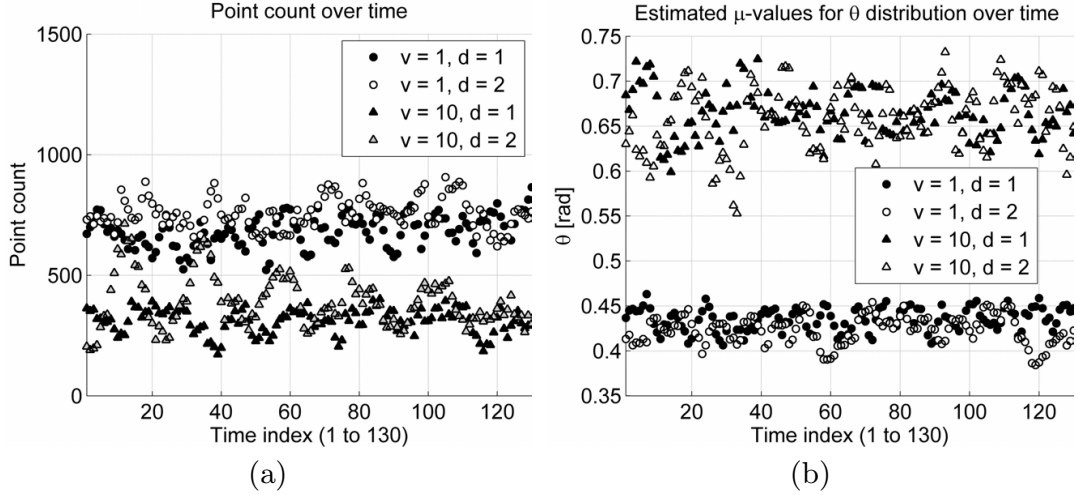 Point count over time
1500
1000
500
0
Point count
v = 1, d = 1
v = 1, d = 2
v = 10, d = 1
v = 10, d = 2
20 40 60 80 100 120
Time index (1 to 130)
(a)
Estimated μ-values for θ distribution over time
0.75
0.7
0.65
0.6
0.55
0.5
0.45
0.4
0.35
θ [rad]
v = 1, d = 1
v = 1, d = 2
v = 10, d = 1
v = 10, d = 2
20 40 60 80 100 120
Time index (1 to 130)
(b)